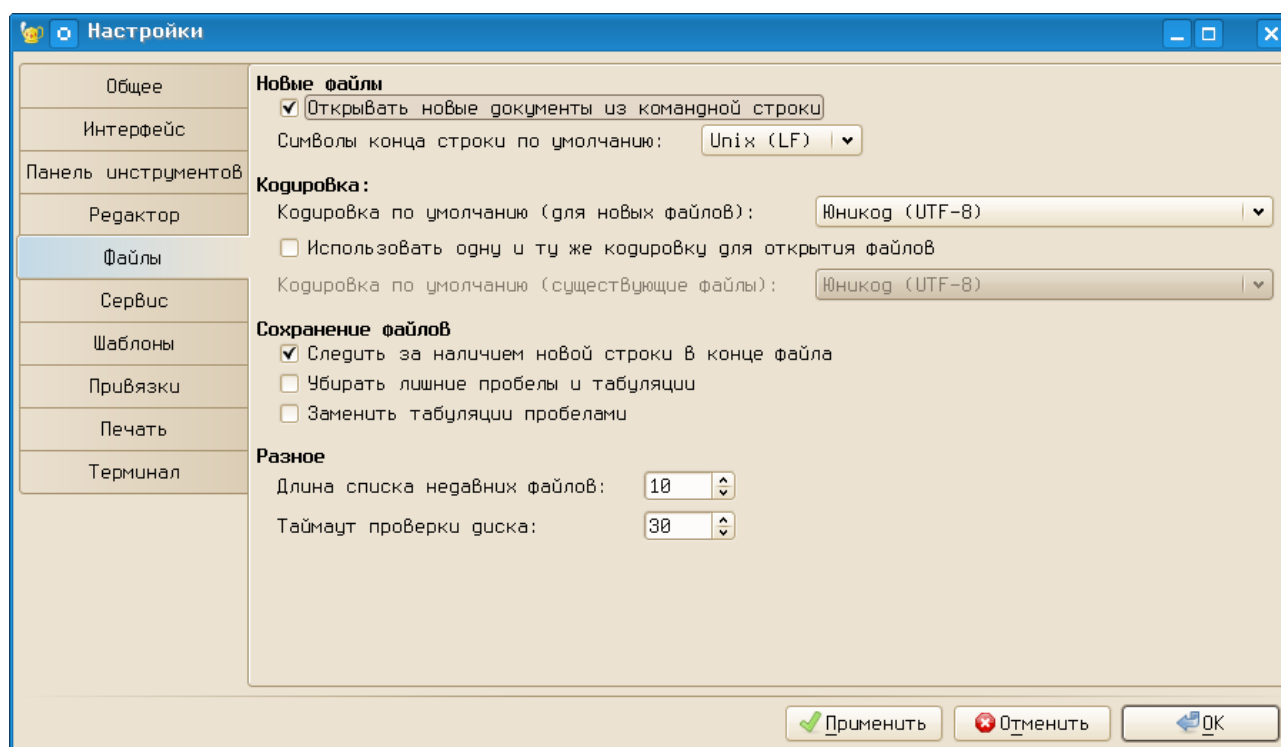 Настройки
Общее
Интерфейс
Панель инструментов
Редактор
Файлы
Сервис
Шаблоны
Привязки
Печать
Терминал
Новые файлы
Открывать новые документы из командной строки
Символы конца строки по умолчанию: Unix (LF)
Кодировка:
Кодировка по умолчанию (для новых файлов): Юникод (UTF-8)
Использовать одну и ту же кодировку для открытия файлов
Кодировка по умолчанию (существующие файлы): Юникод (UTF-8)
Сохранение файлов
Следить за наличием новой строки в конце файла
Убирать лишние пробелы и табуляции
Заменить табуляции пробелами
Разное
Длина списка недавних файлов: 10
Таймаут проверки диска: 30
Применить Отменить OK